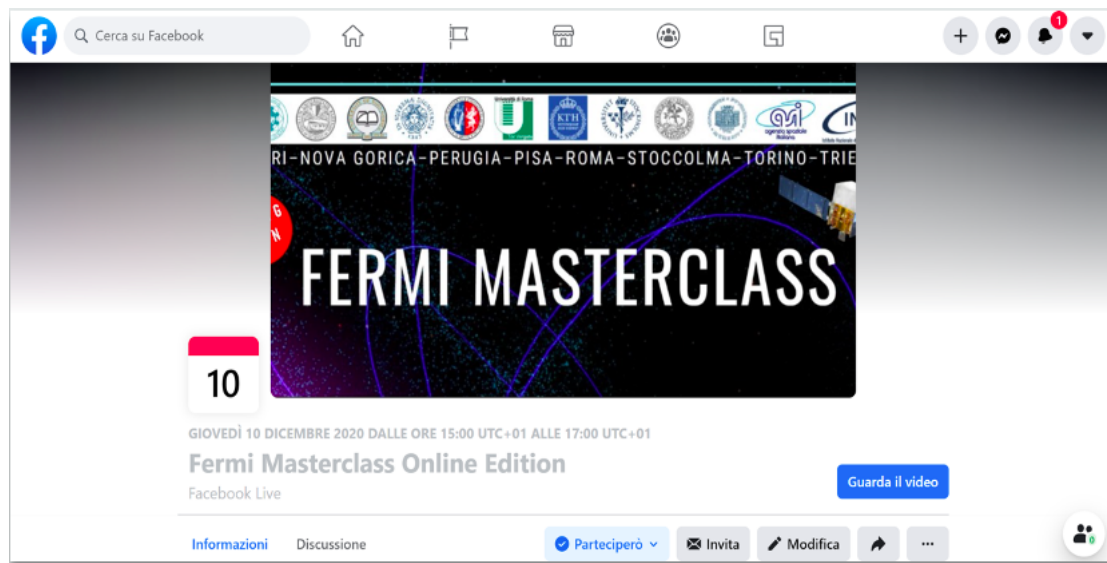 Cerca su Facebook
1
KTH
asi
RI-NOVA GORICA-PERUGIA-PISA-ROMA-STOCCOLMA-TORINO-TRIE
FERMI MASTERCLASS
10
GIOVEDÌ 10 DICEMBRE 2020 DALLE ORE 15:00 UTC+01 ALLE 17:00 UTC+01
Fermi Masterclass Online Edition
Guarda il video
Facebook Live
Informazioni Discussione Parteciperò Invita Modifica